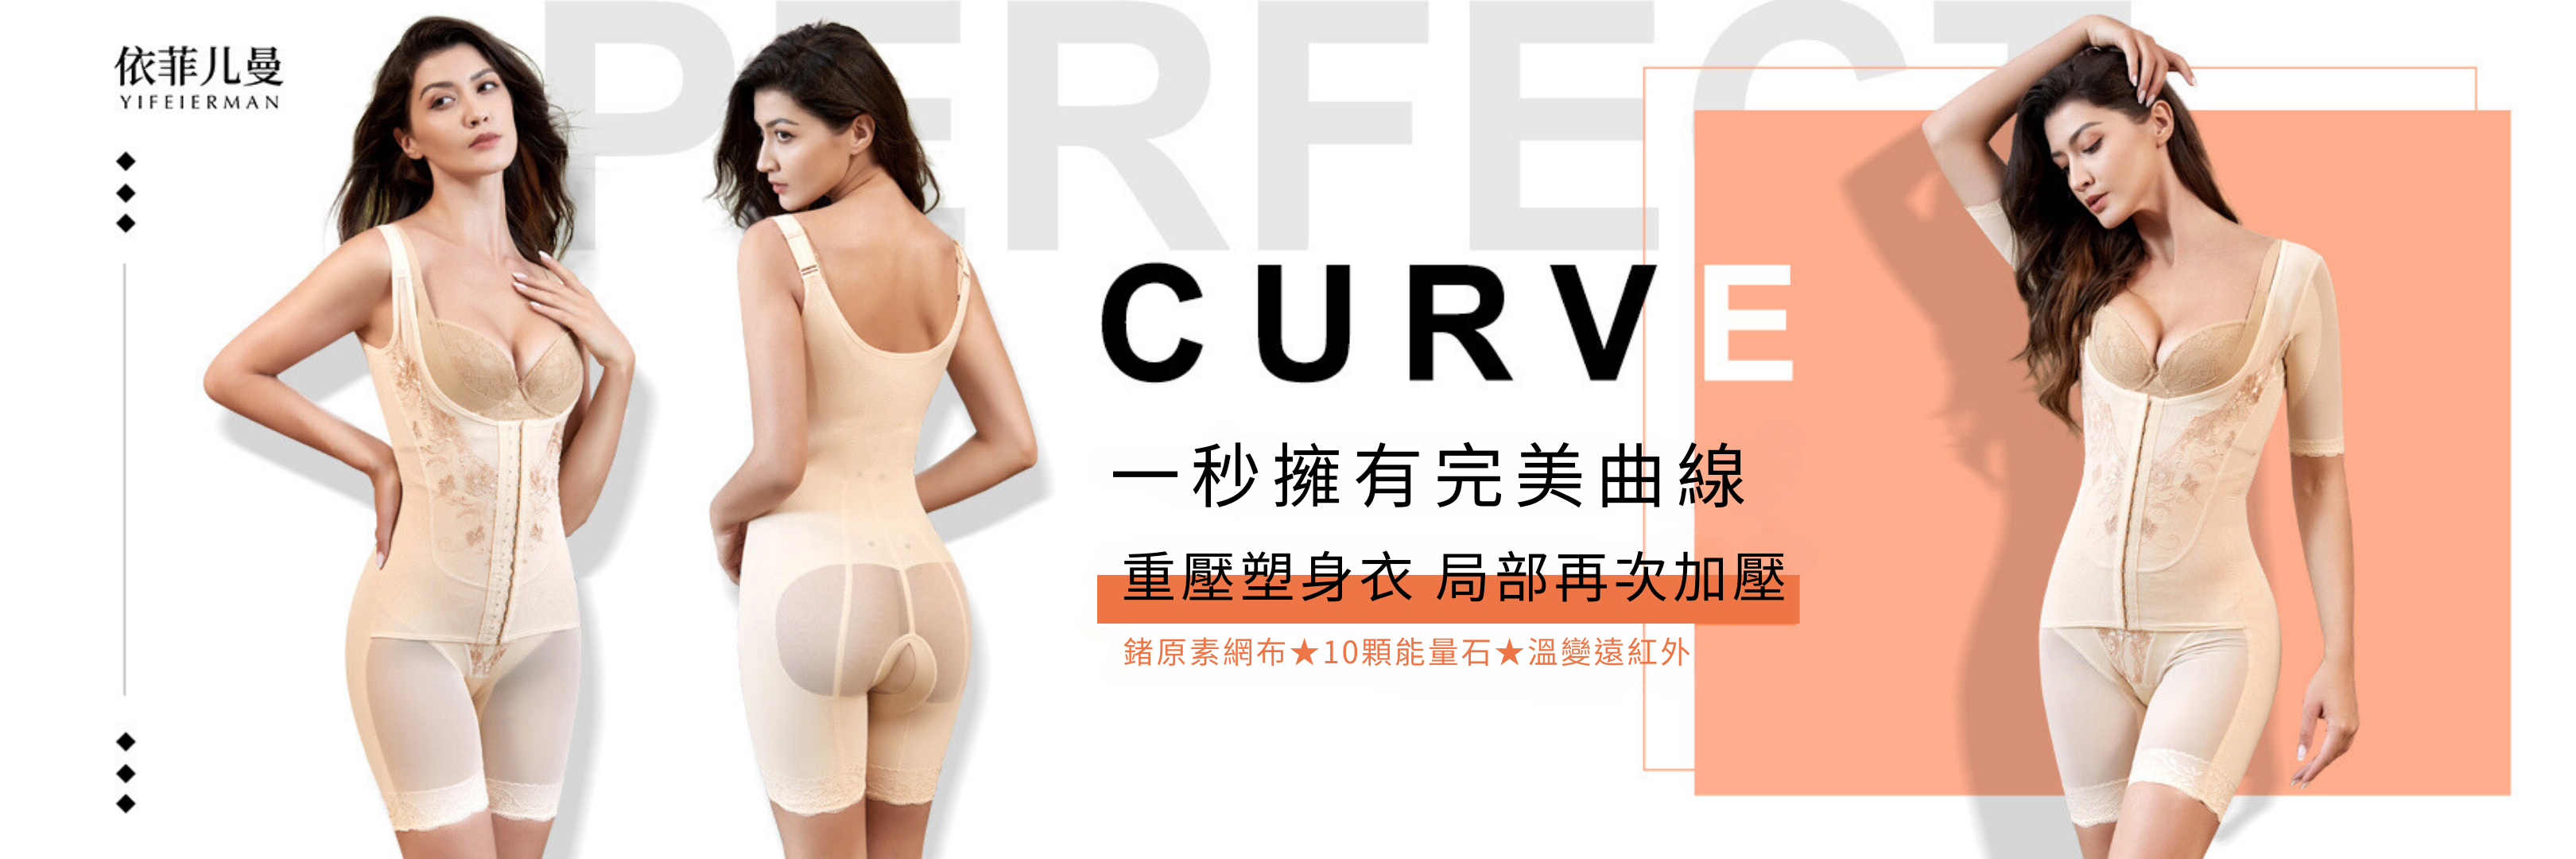 依菲儿曼
YIFEIERMAN
PERFECT
CURVE
一秒擁有完美曲線
重壓塑身衣 局部再次加壓
鍺原素網布★10顆能量石★溫變遠紅外